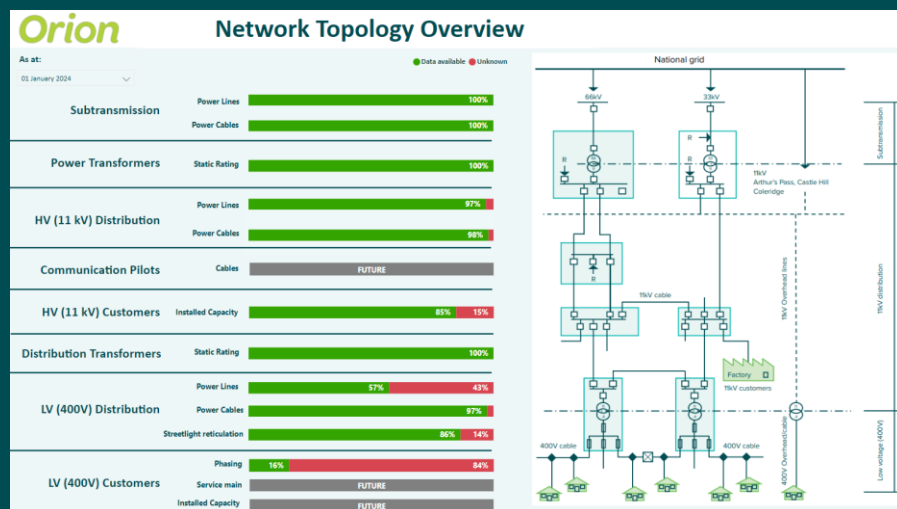 Orion
Network Topology Overview
As at:
01 January 2024
Data available
Unknown
Subtransmission
Power Lines
100%
Power Cables
100%
Power Transformers
Static Rating
100%
HV (11 kV) Distribution
Power Lines
97%
Power Cables
98%
Communication Pilots
Cables
FUTURE
HV (11 kV) Customers
Installed Capacity
85%
15%
Distribution Transformers
Static Rating
100%
LV (400V) Distribution
Power Lines
57%
43%
Power Cables
97%
Streetlight reticulation
86%
14%
LV (400V) Customers
Phasing
16%
84%
Service main
FUTURE
Installed Capacity
FUTURE
National grid
66kV
33kV
R
R
R
R
11kV
Arthur's Pass, Castle Hill
Coleridge
Subtransmission
11kV Overhead lines
11kV distribution
11kV cable
Factory
11kV customers
400V cable
400V cable
400V Overhead/cable
Low voltage (400V)